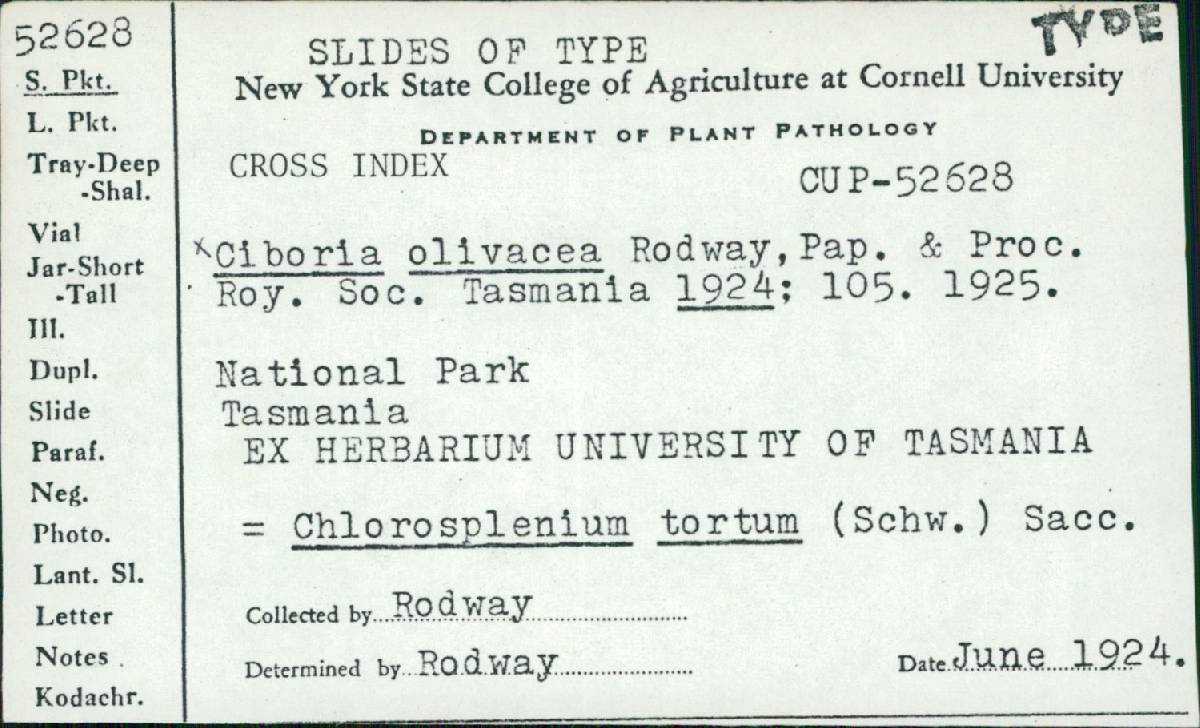 52628
S. Pkt.
L. Pkt.
Tray-Deep
-Shal.
Vial
Jar-Short
-Tall
Ill.
Dupl.
Slide
Paraf.
Neg.
Photo.
Lant. Sl.
Letter
Notes
Kodachr.
TYPE
SLIDES OF TYPE
New York State College of Agriculture at Cornell University
DEPARTMENT OF PLANT PATHOLOGY
CROSS INDEX
CUP-52628
x Ciboria olivacea Rodway, Pap. & Proc.
Roy. Soc. Tasmania 1924; 105. 1925.
National Park
Tasmania
EX HERBARIUM UNIVERSITY OF TASMANIA
= Chlorosplenium tortum (Schw.) Sacc.
Collected by Rodway
Determined by Rodway Date June 1924.